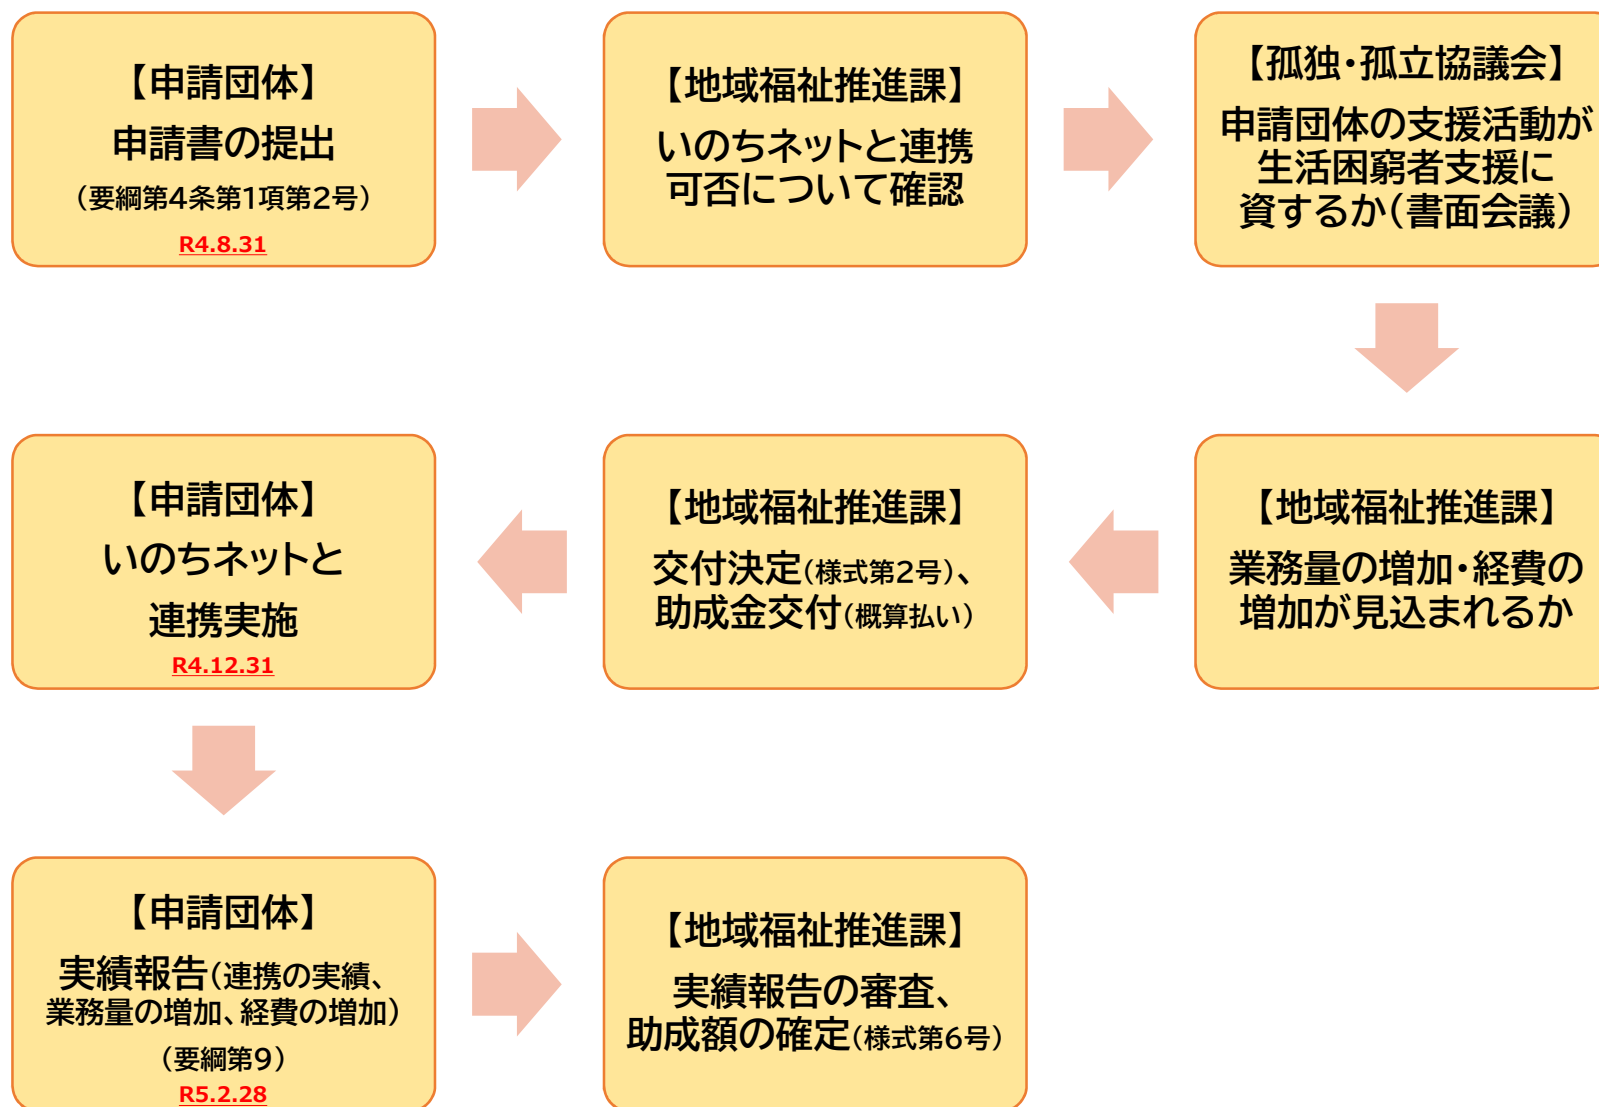 【申請団体】
申請書の提出
（要綱第4条第1項第2号）
R4.8.31
【地域福祉推進課】
いのちネットと連携
可否について確認
【孤独・孤立協議会】
申請団体の支援活動が
生活困窮者支援に
資するか（書面会議）
【地域福祉推進課】
業務量の増加・経費の
増加が見込まれるか
【地域福祉推進課】
交付決定（様式第2号）、
助成金交付（概算払い）
【申請団体】
いのちネットと
連携実施
R4.12.31
【申請団体】
実績報告（連携の実績、
業務量の増加、経費の増加）
（要綱第9）
R5.2.28
【地域福祉推進課】
実績報告の審査、
助成額の確定（様式第6号）